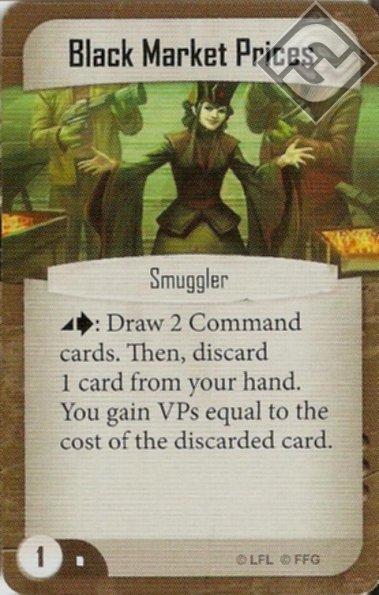 Black Market Prices
Smuggler
: Draw 2 Command
cards. Then, discard
1 card from your hand.
You gain VPs equal to the
cost of the discarded card.
1
© LFL © FFG